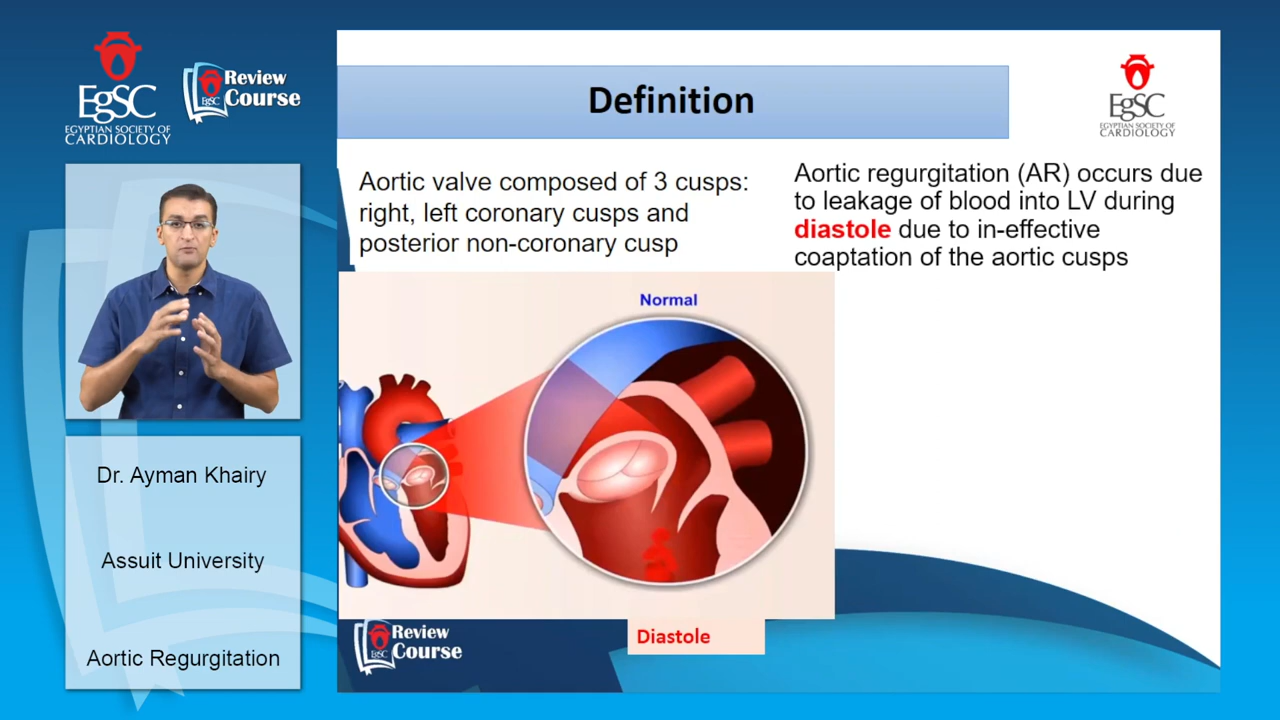 EgSC
EGYPTIAN SOCIETY OF
CARDIOLOGY
Review
Course
EgSC
Dr. Ayman Khairy
Assuit University
Aortic Regurgitation
Definition
EgSC
EGYPTIAN SOCIETY OF
CARDIOLOGY
Aortic valve composed of 3 cusps:
right, left coronary cusps and
posterior non-coronary cusp
Aortic regurgitation (AR) occurs due
to leakage of blood into LV during
diastole due to in-effective
coaptation of the aortic cusps
Normal
Diastole
Review
Course
EgSC